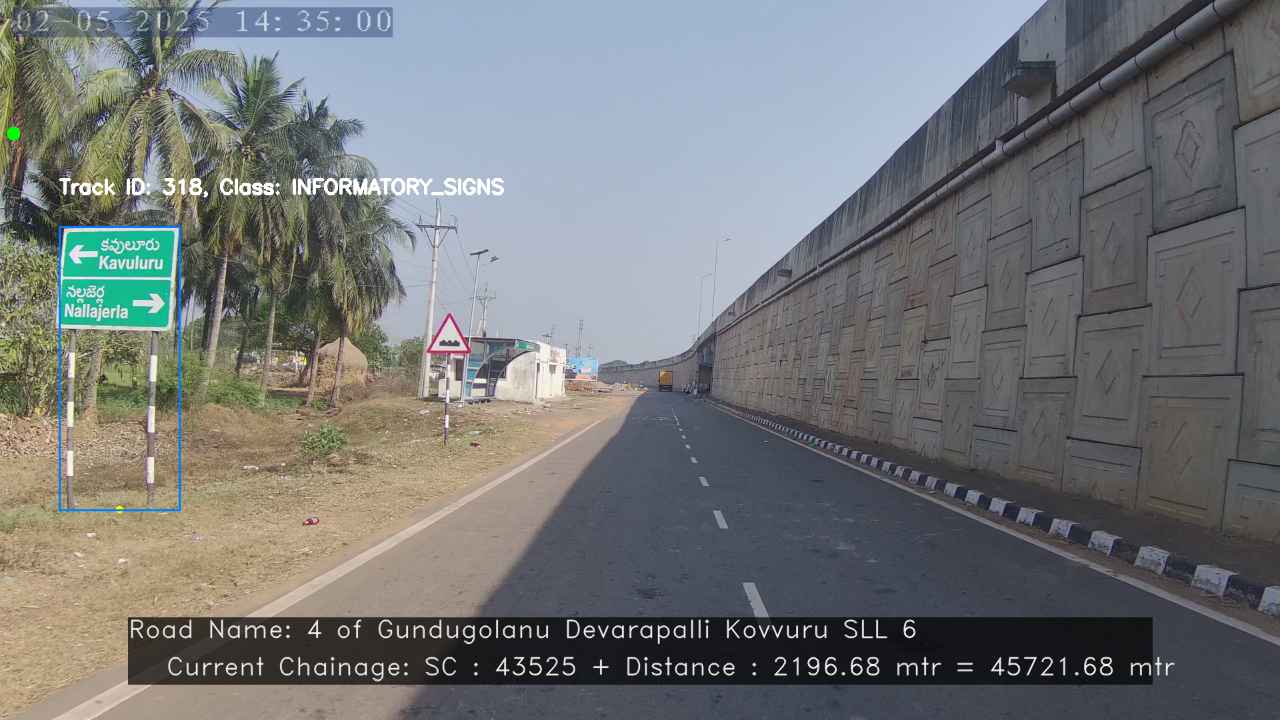 02-05-2025 14:35:00
Track ID: 318, Class: INFORMATORY_SIGNS
కవులూరు
Kavuluru
నల్లజెర్ల
Nallajerla
Road Name: 4 of Gundugolanu Devarapalli Kovvuru SLL 6
Current Chainage: SC : 43525 + Distance : 2196.68 mtr = 45721.68 mtr